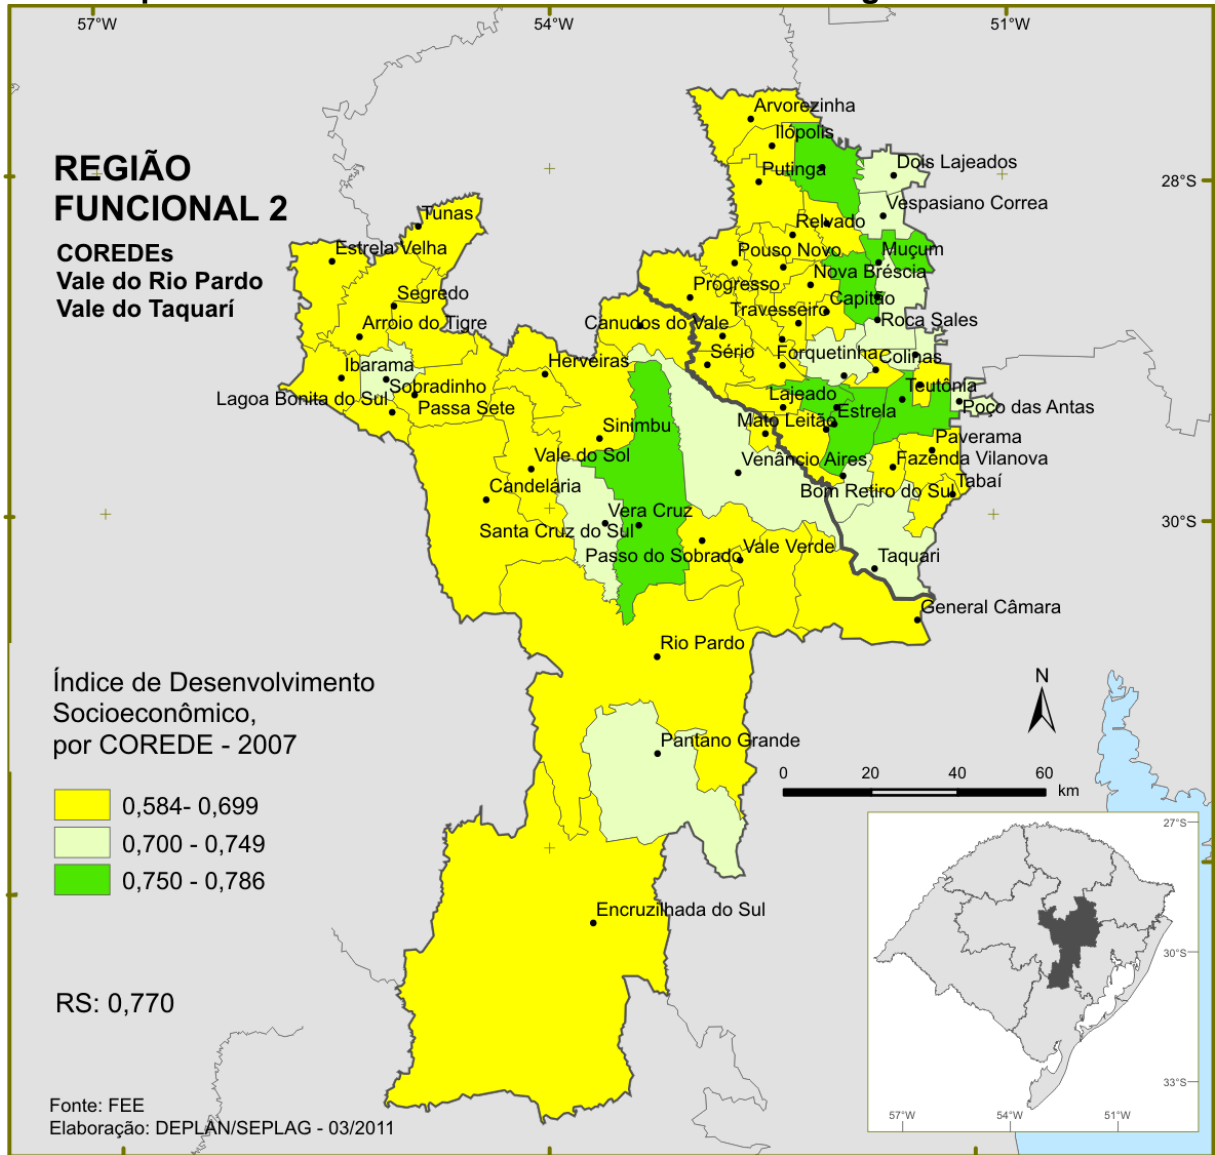 57°W
54°W
51°W
REGIÃO
FUNCIONAL 2
COREDEs
Vale do Rio Pardo
Vale do Taquarí
28°S
30°S
Arvorezinha
Ilópolis
Putinga
Dois Lajeados
Vespasiano Correa
Relvado
Tunas
Estrela Velha
Pouso Novo
Muçum
Nova Bréscia
Progresso
Segredo
Capitão
Travesseiro
Roca Sales
Arroio do Tigre
Canudos do Vale
Sério
Forquetinha
Colinas
Herveiras
Ibarama
Sobradinho
Lagoa Bonita do Sul
Passa Sete
Teutônia
Lajeado
Estrela
Poço das Antas
Mato Leitão
Sinimbu
Paverama
Vale do Sol
Venâncio Aires
Fazenda Vilanova
Candelária
Bom Retiro do Sul
Tabaí
Vera Cruz
Santa Cruz do Sul
Passo do Sobrado
Vale Verde
Taquari
General Câmara
Rio Pardo
Pantano Grande
Encruzilhada do Sul
Índice de Desenvolvimento
Socioeconômico,
por COREDE - 2007
0,584- 0,699
0,700 - 0,749
0,750 - 0,786
RS: 0,770
Fonte: FEE
Elaboração: DEPLAN/SEPLAG - 03/2011
N
0 20 40 60 km
27°S
30°S
33°S
57°W
54°W
51°W